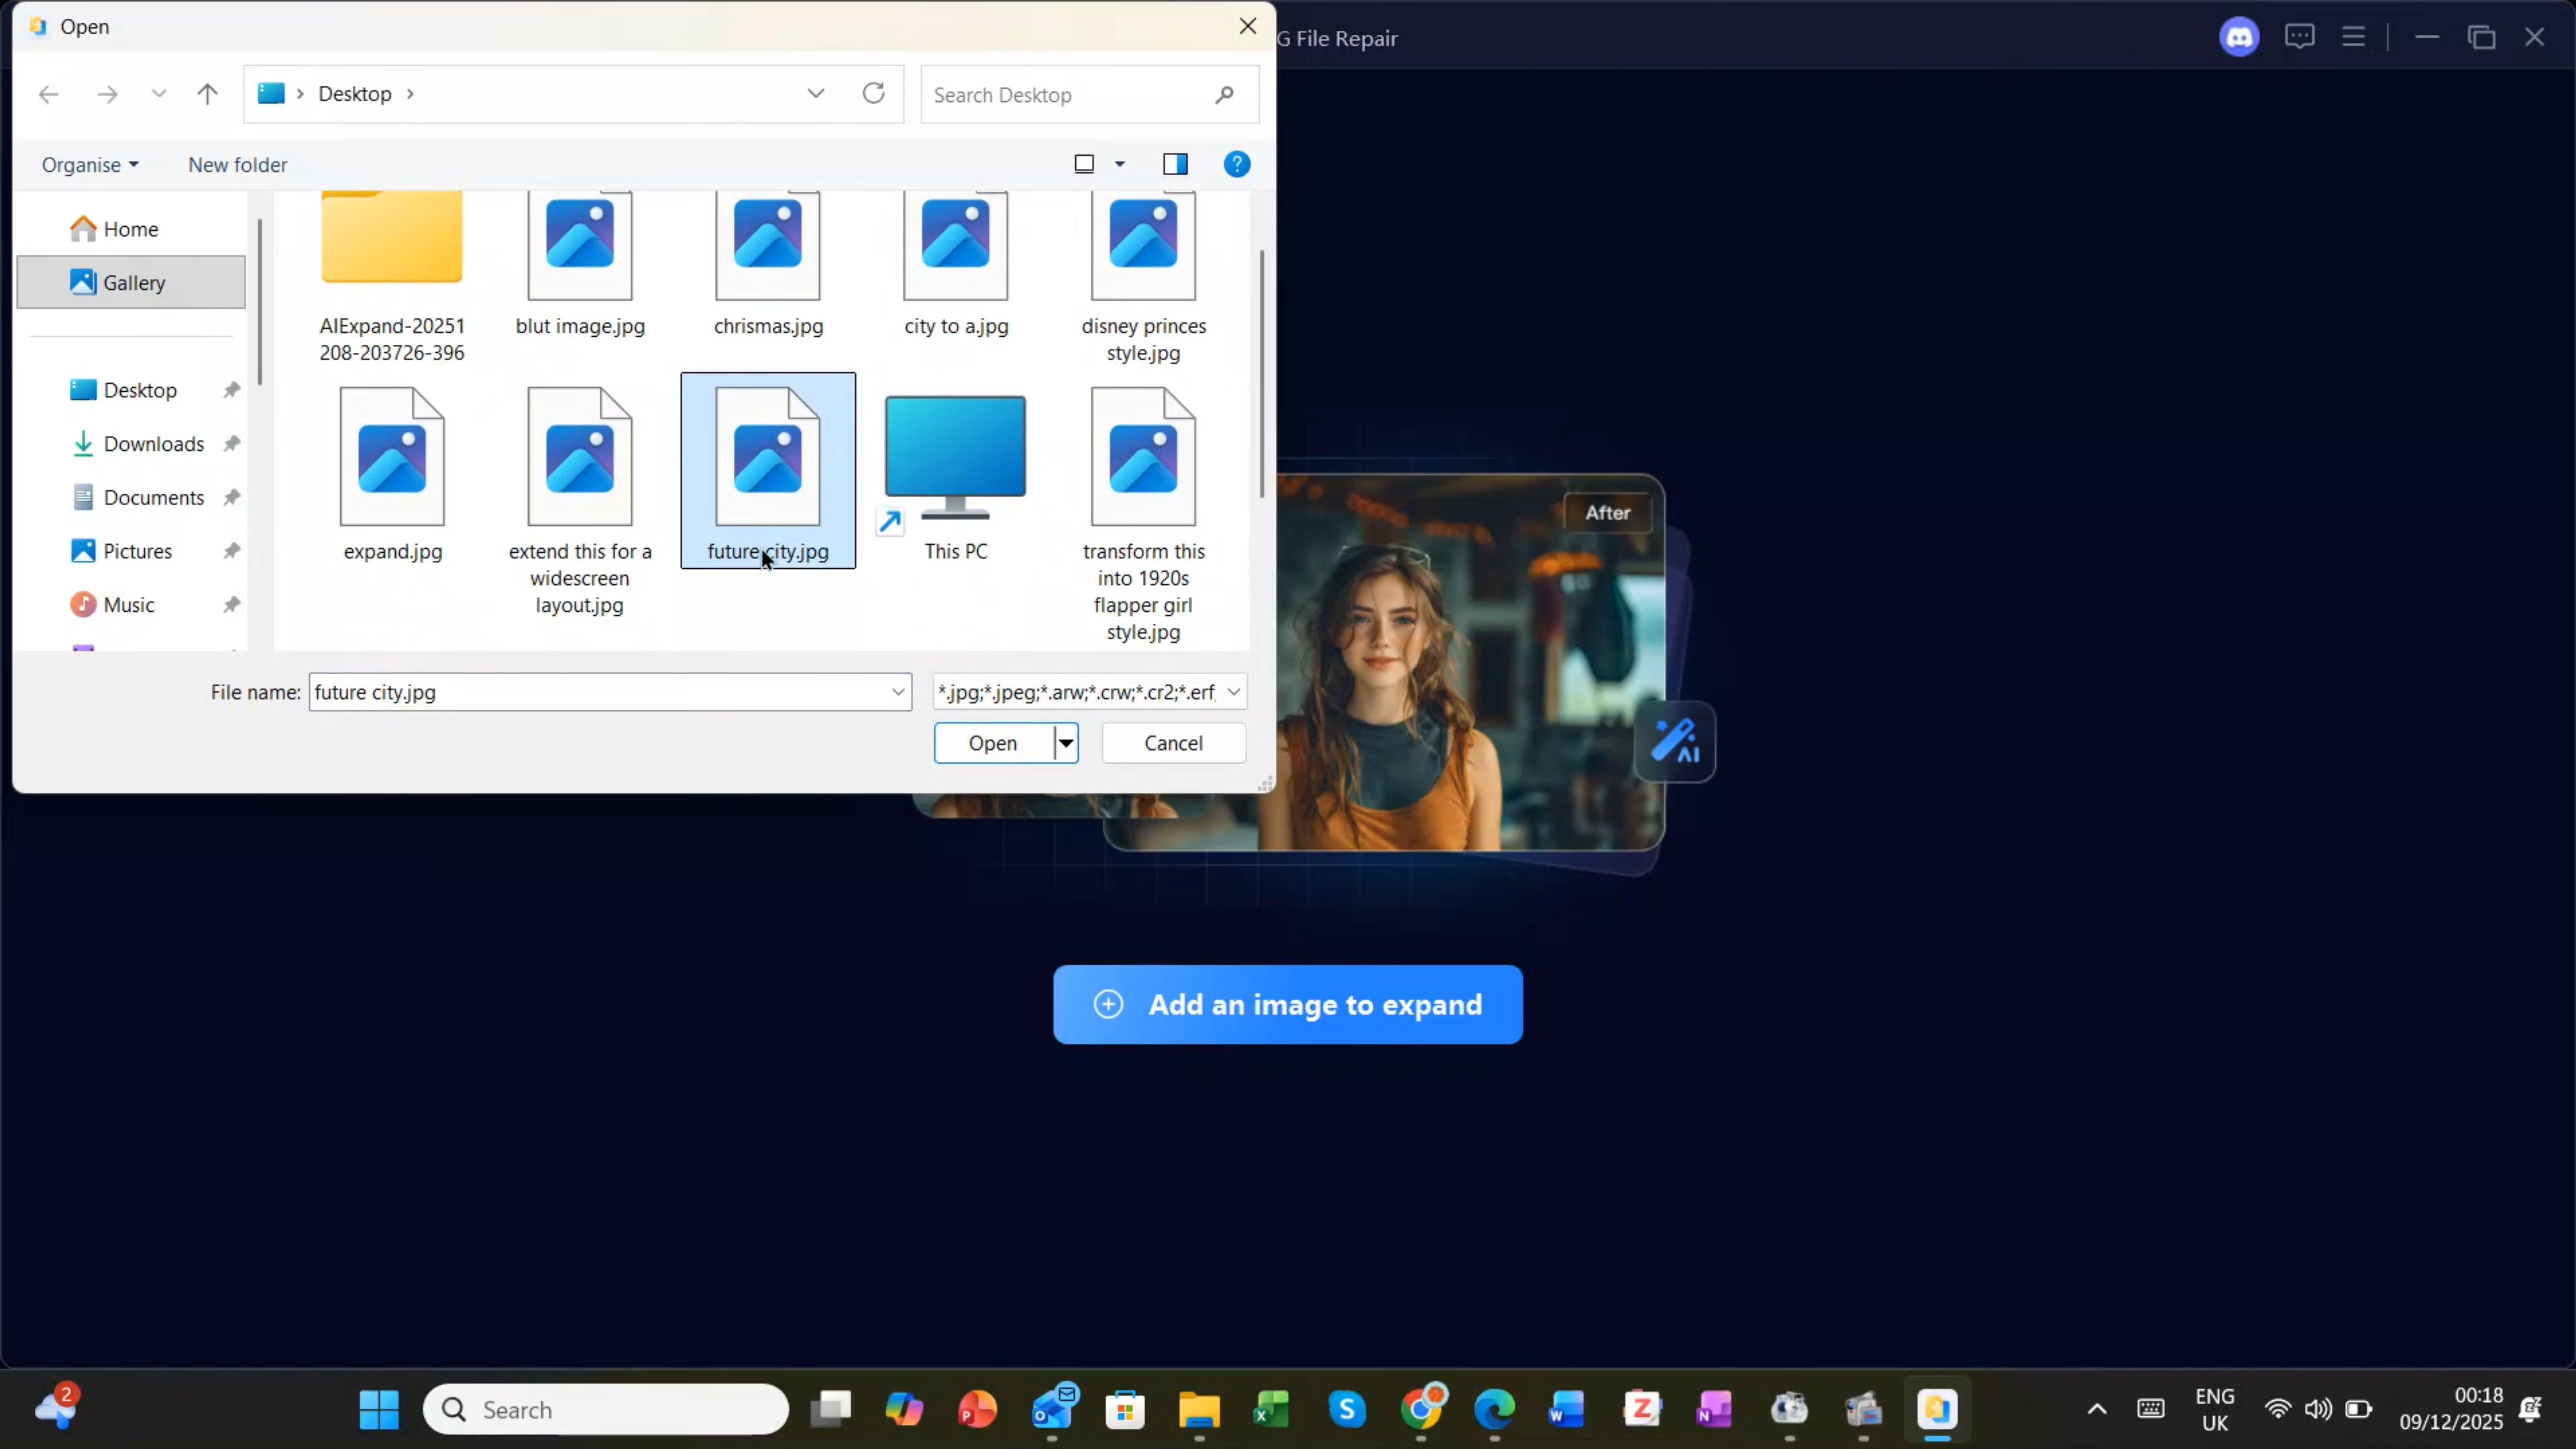 Open
G File Repair
Desktop
Search Desktop
Organise
New folder
Home
Gallery
Desktop
Downloads
Documents
Pictures
Music
AIExpand-20251
208-203726-396
blut image.jpg
chrismas.jpg
city to a.jpg
disney princes
style.jpg
expand.jpg
extend this for a
widescreen
layout.jpg
future city.jpg
This PC
transform this
into 1920s
flapper girl
style.jpg
File name:
future city.jpg
*.jpg;*.jpeg;*.arw;*.crw;*.cr2;*.erf;
Open
Cancel
After
AI
Add an image to expand
2
Search
ENG
UK
00:18
09/12/2025